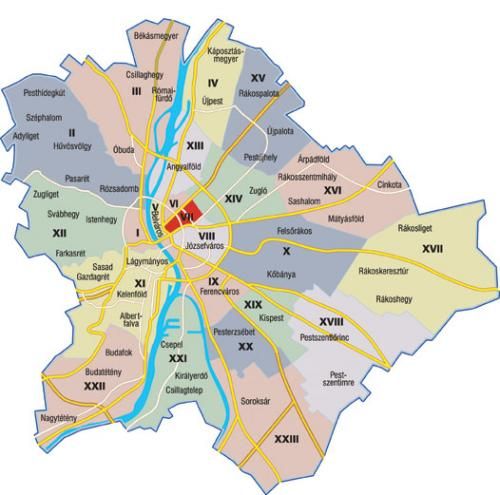 Békásmegyer
Káposztás-
megyer
Csillaghegy
III
Római-
fürdő
IV
Újpest
XV
Rákospalota
Pesthidegkút
Széphalom
Adyliget
II
Hűvösvölgy
Óbuda
XIII
Angyalföld
Újpalota
Pestújhely
Árpádföld
Rákosszentmihály
XVI
Cinkota
Sashalom
Mátyásföld
Pasarét
Rózsadomb
Zugliget
Svábhegy
Istenhegy
XII
Farkasrét
I
V
Belváros
VI
VII
VIII
Józsefváros
XIV
Zugló
Felsőrákos
X
Kőbánya
Rákosliget
XVII
Rákoskeresztúr
Rákoshegy
Lágymányos
Sasad
Gazdagrét
XI
Kelenföld
Albert-
falva
IX
Ferencváros
XIX
Kispest
XVIII
Pestszentlőrinc
Pest-
szentimre
Pesterzsébet
XX
Budafok
Budatétény
XXII
Nagytétény
Csepel
XXI
Királyerdő
Csillagtelep
Soroksár
XXIII